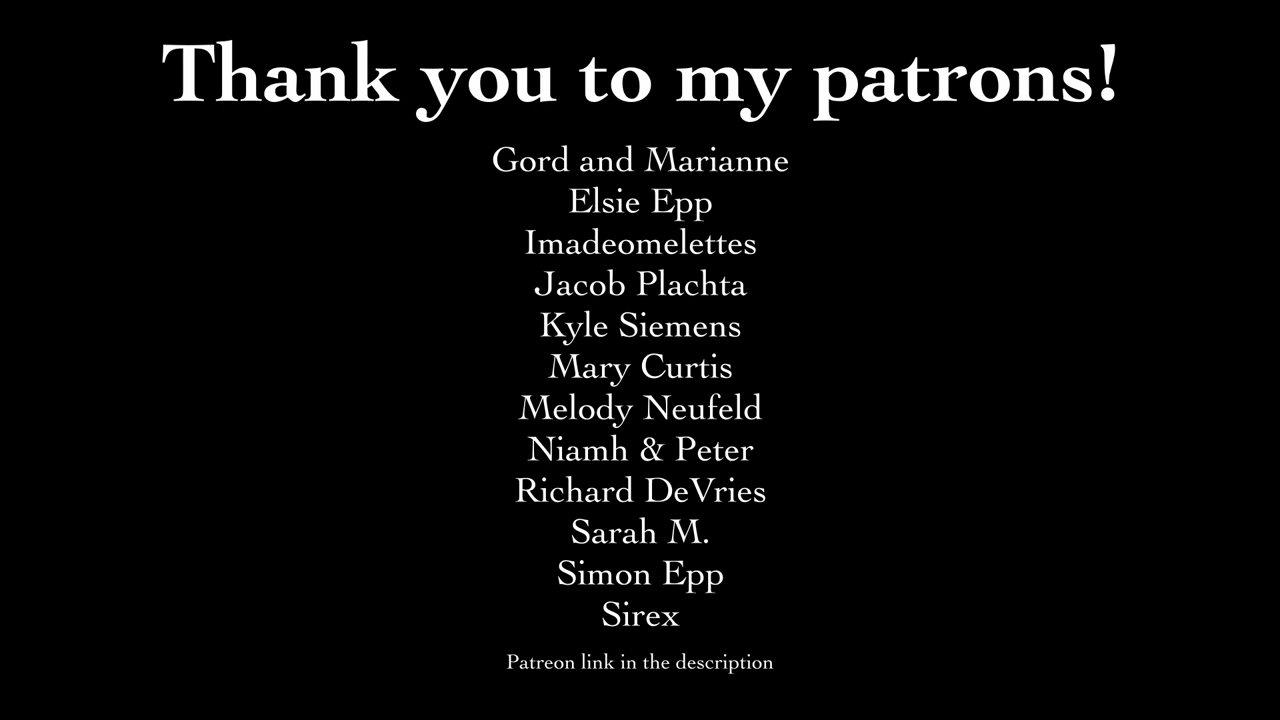 Thank you to my patrons!
Gord and Marianne
Elsie Epp
Imadeomelettes
Jacob Plachta
Kyle Siemens
Mary Curtis
Melody Neufeld
Niamh & Peter
Richard DeVries
Sarah M.
Simon Epp
Sirex
Patreon link in the description